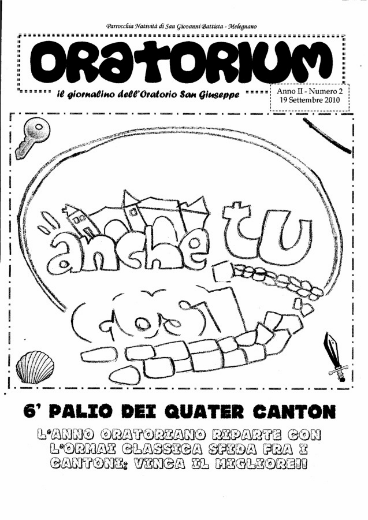 Parrocchia Natività di San Giovanni Battista - Melegnano
ORATORIUM
il giornalino dell'Oratorio San Giuseppe
Anno II - Numero 2
19 Settembre 2010
anche tu
così
6' PALIO DEI QUATER CANTON
L'ANNO ORATORIANO RIPARTE CON
L'ORMAI CLASSICA SFIDA FRA I
CANTONI; VINCA IL MIGLIORE!!